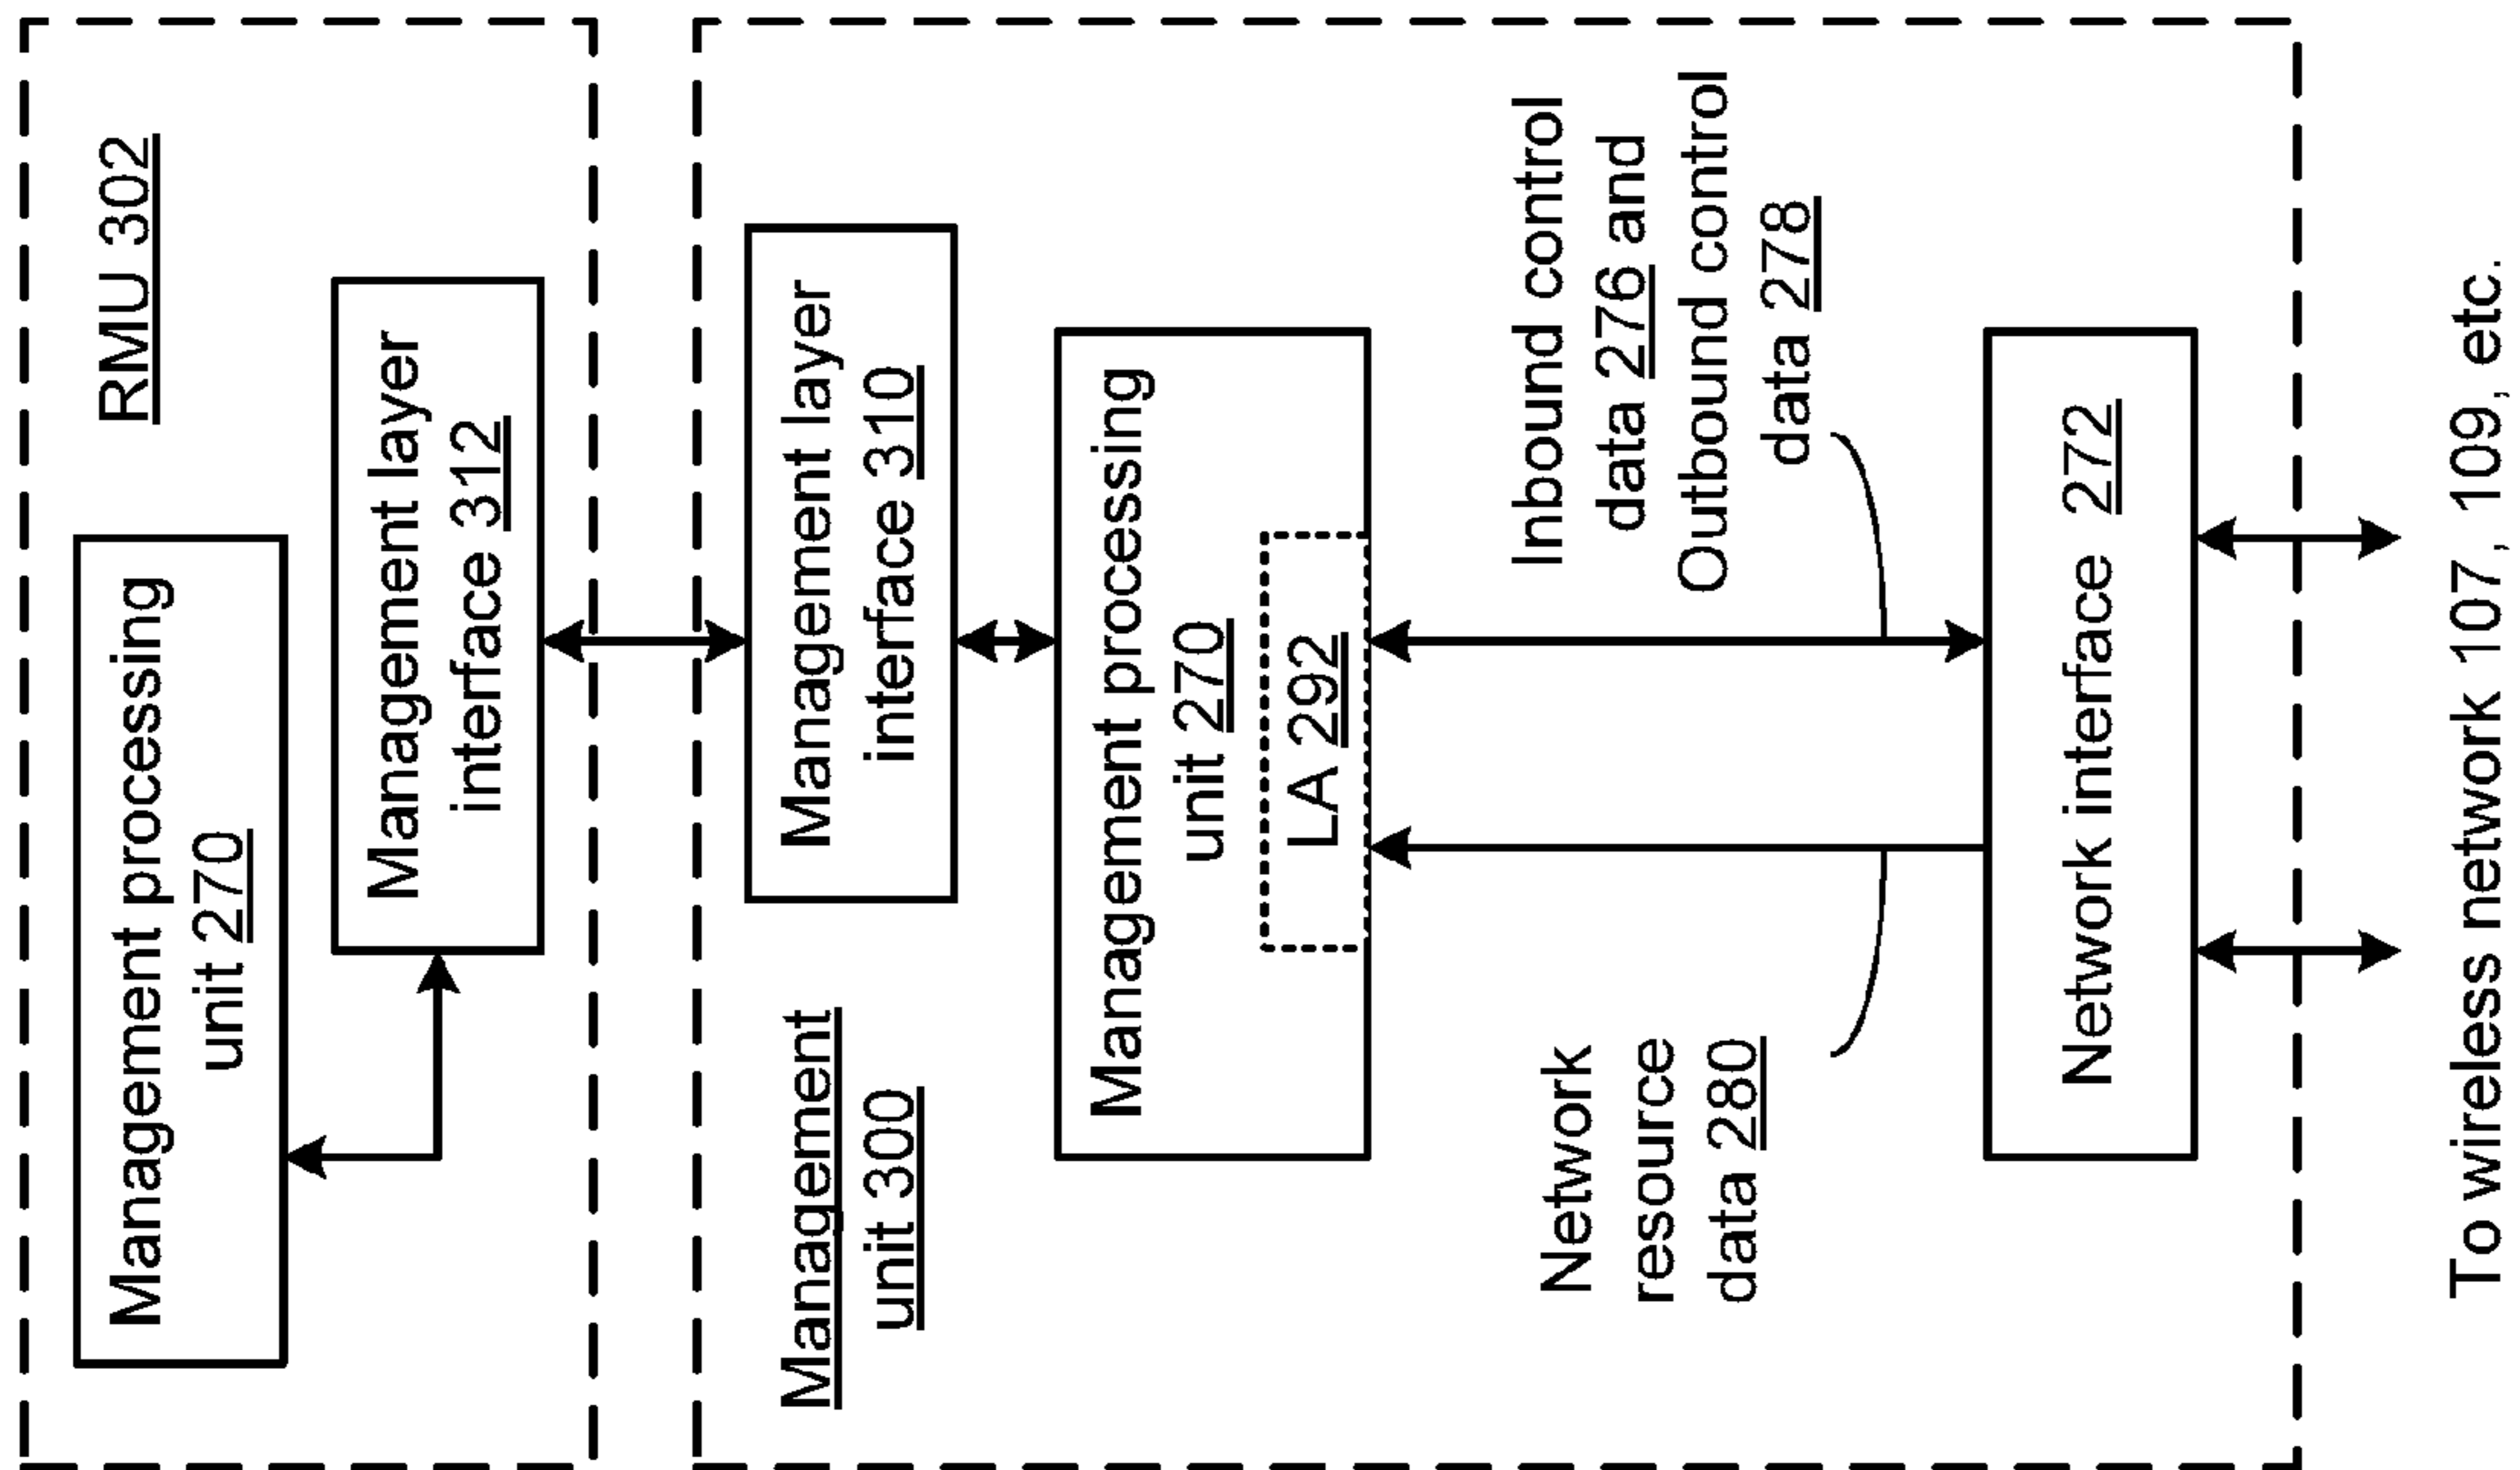 RMU 302
Management processing
unit 270
Management layer
interface 312
Management
unit 300
Management layer
interface 310
Management processing
unit 270
LA 292
Network
resource
data 280
Inbound control
data 276 and
Outbound control
data 278
Network interface 272
To wireless network 107, 109, etc.